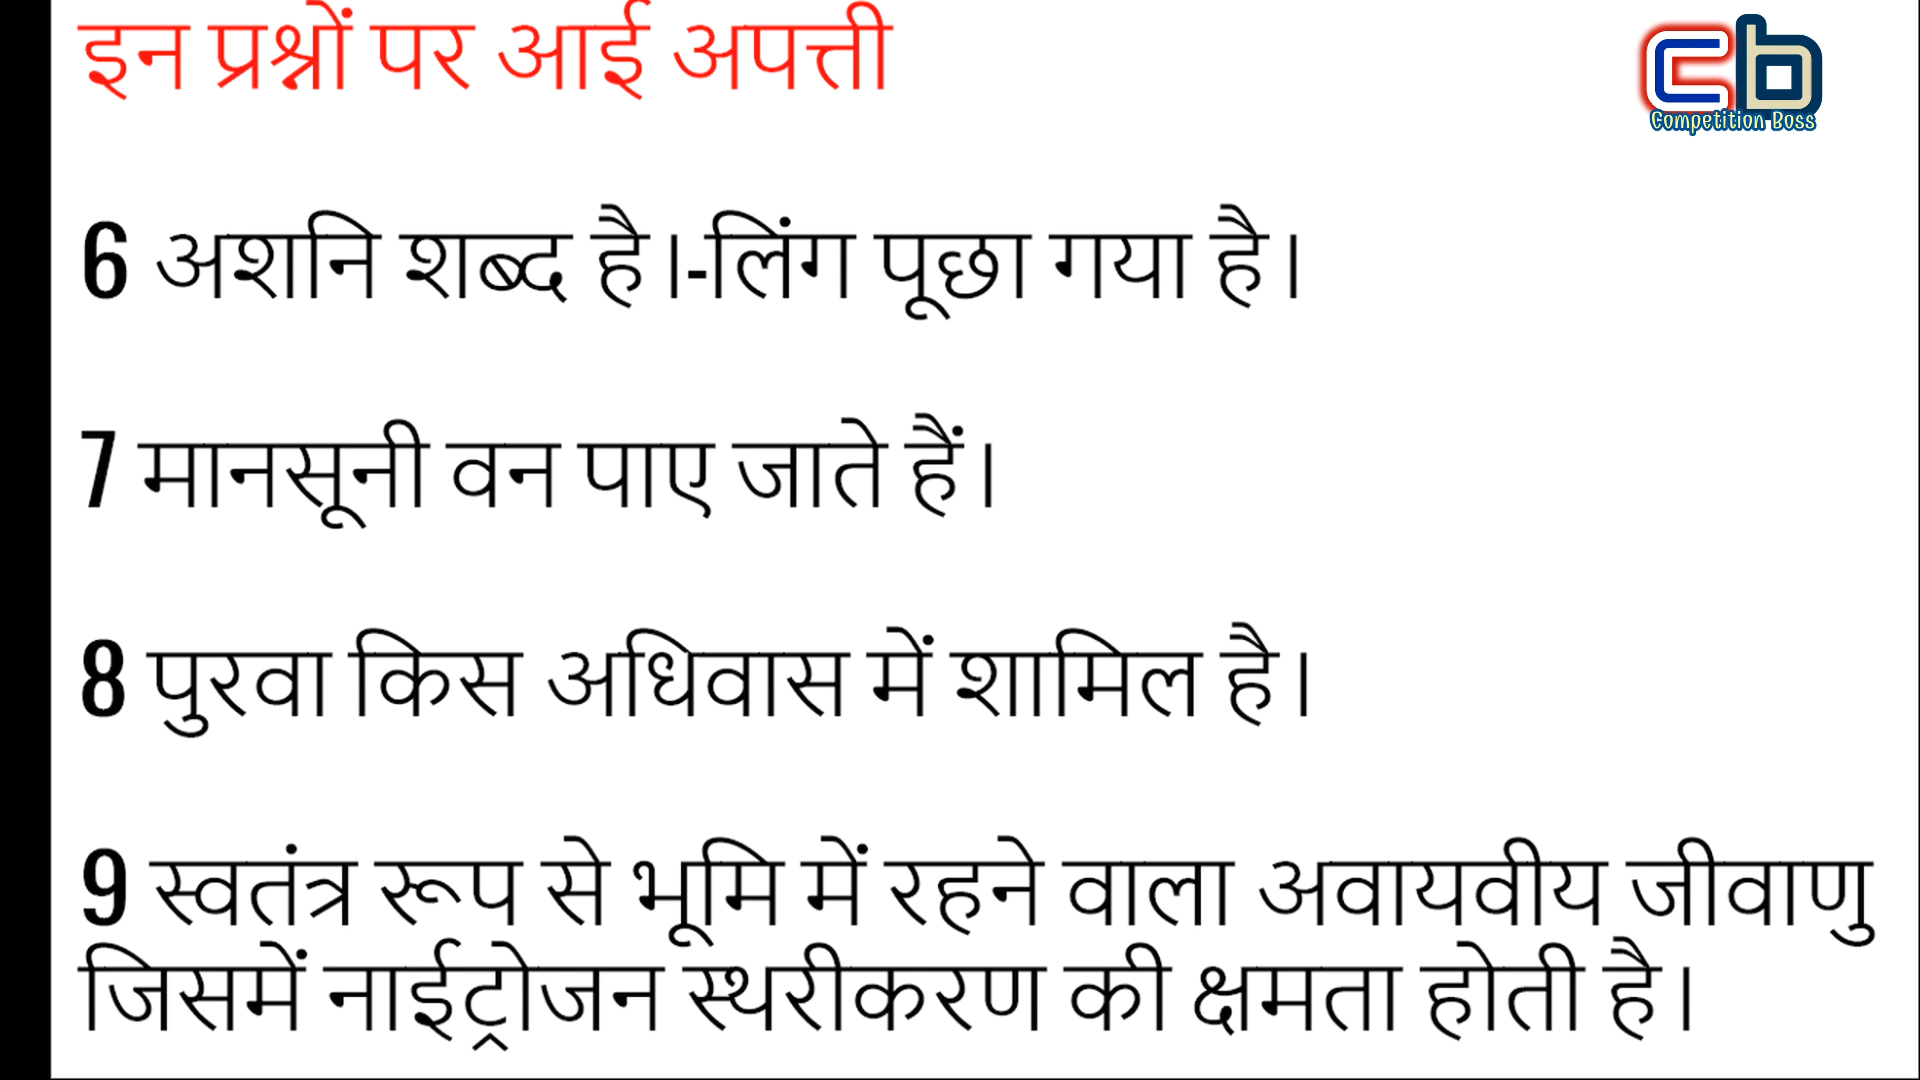 इन प्रश्नों पर आई अपत्ती
Competition Boss
6 अशनि शब्द है।-लिंग पूछा गया है।
7 मानसूनी वन पाए जाते हैं।
8 पुरवा किस अधिवास में शामिल है।
9 स्वतंत्र रूप से भूमि में रहने वाला अवायवीय जीवाणु
जिसमें नाईट्रोजन स्थरीकरण की क्षमता होती है।